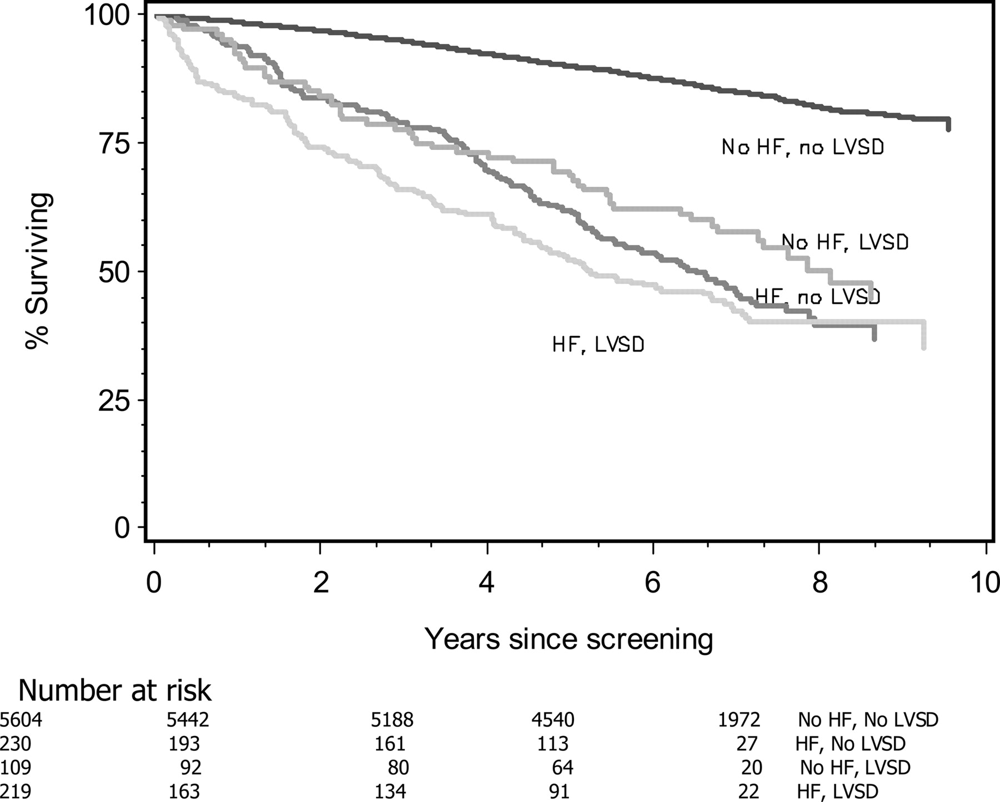 100
75
50
25
0
% Surviving
No HF, no LVSD
No HF, LVSD
HF, no LVSD
HF, LVSD
0 2 4 6 8 10
Years since screening
Number at risk
5604 5442 5188 4540 1972 No HF, No LVSD
230 193 161 113 27 HF, No LVSD
109 92 80 64 20 No HF, LVSD
219 163 134 91 22 HF, LVSD